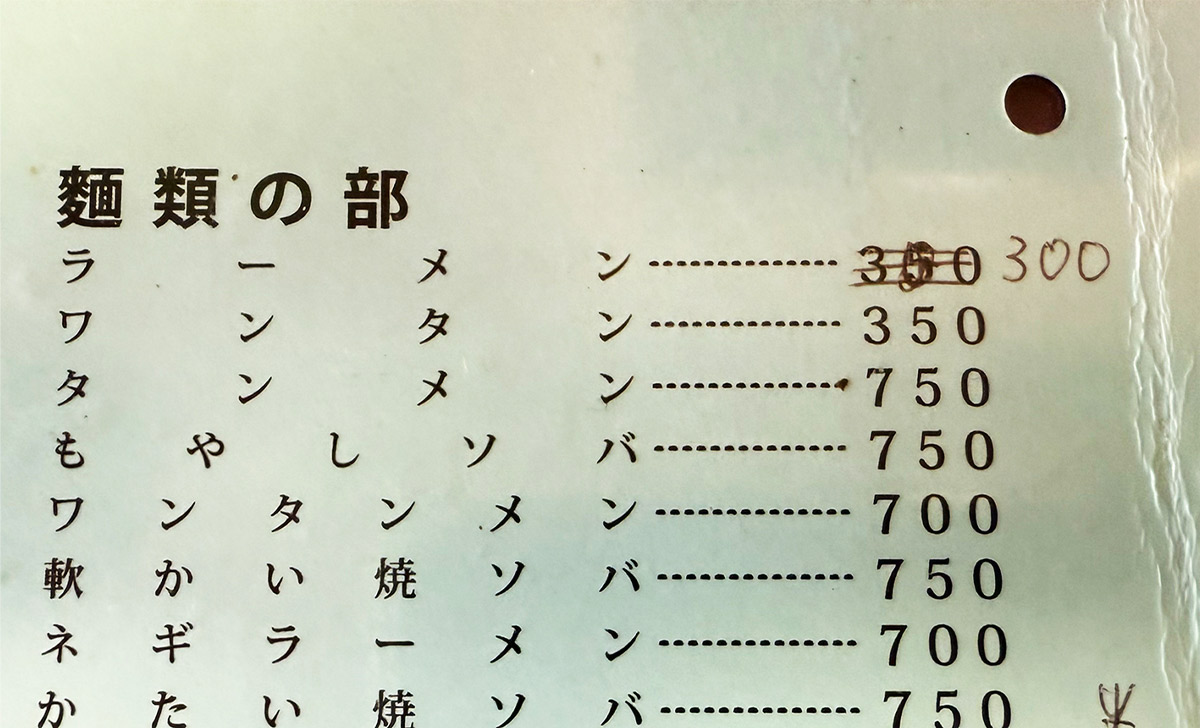 麵類の部
ラーメン………… 350 300
ワンタン………… 350
タンメン………… 750
もやしソバ………… 750
ワンタンメン………… 700
軟かい焼ソバ………… 750
ネギラーメン………… 700
かたい焼ソバ………… 750